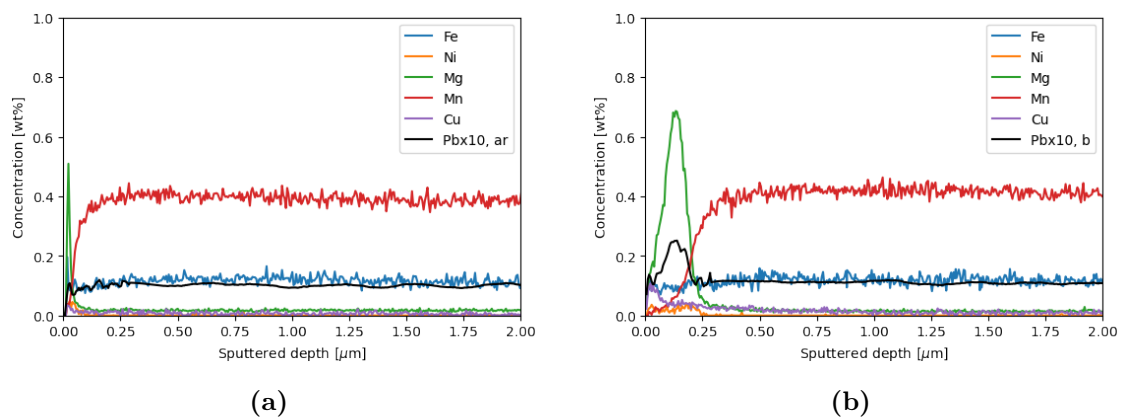 1.0
0.8
0.6
0.4
0.2
0.0
Concentration [wt%]
0.00 0.25 0.50 0.75 1.00 1.25 1.50 1.75 2.00
Sputtered depth [μm]
Fe
Ni
Mg
Mn
Cu
Pbx10, ar
(a)
1.0
0.8
0.6
0.4
0.2
0.0
Concentration [wt%]
0.00 0.25 0.50 0.75 1.00 1.25 1.50 1.75 2.00
Sputtered depth [μm]
Fe
Ni
Mg
Mn
Cu
Pbx10, b
(b)